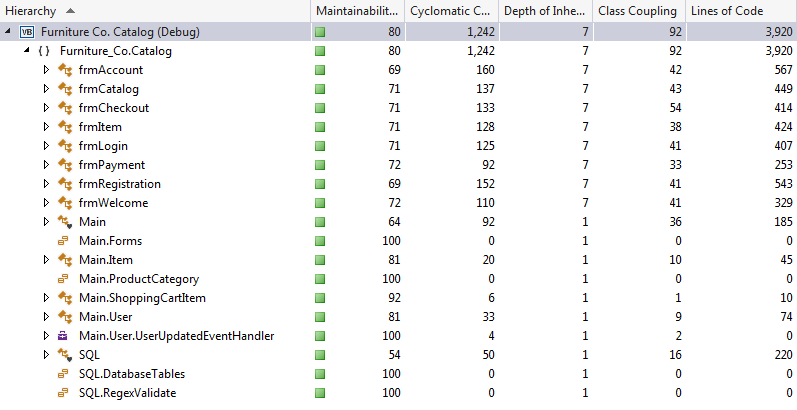 Hierarchy Maintainabilit... Cyclomatic C... Depth of Inhe... Class Coupling Lines of Code
VB Furniture Co. Catalog (Debug) 80 1,242 7 92 3,920
{ } Furniture_Co.Catalog 80 1,242 7 92 3,920
frmAccount 69 160 7 42 567
frmCatalog 71 137 7 43 449
frmCheckout 71 133 7 54 414
frmItem 71 128 7 38 424
frmLogin 71 125 7 41 407
frmPayment 72 92 7 33 253
frmRegistration 69 152 7 41 543
frmWelcome 72 110 7 41 329
Main 64 92 1 36 185
Main.Forms 100 0 1 0 0
Main.Item 81 20 1 10 45
Main.ProductCategory 100 0 1 0 0
Main.ShoppingCartItem 92 6 1 1 10
Main.User 81 33 1 9 74
Main.User.UserUpdatedEventHandler 100 4 1 2 0
SQL 54 50 1 16 220
SQL.DatabaseTables 100 0 1 0 0
SQL.RegexValidate 100 0 1 0 0